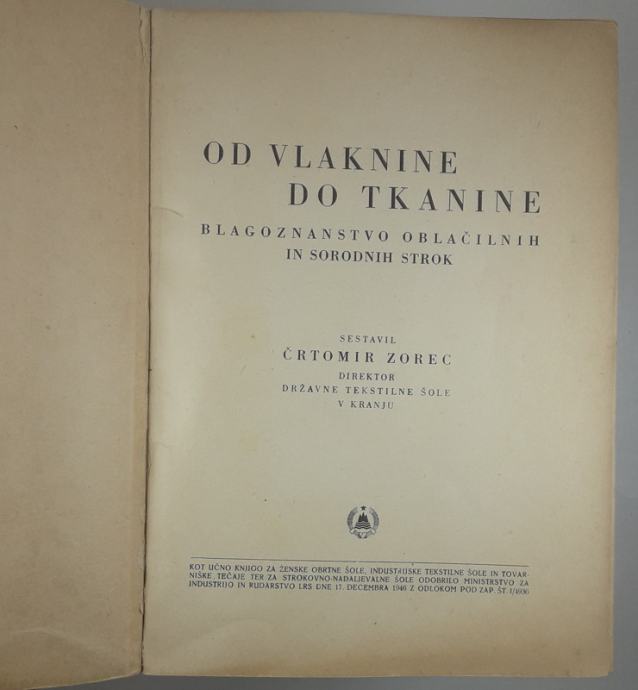 OD VLAKNINE
DO TKANINE
BLAGOZNANSTVO OBLAČILNIH
IN SORODNIH STROK
SESTAVIL
ČRTOMIR ZOREC
DIREKTOR
DRŽAVNE TEKSTILNE ŠOLE
V KRANJU
KOT UČNO KNJIGO ZA ŽENSKE OBRTNE ŠOLE, INDUSTRIJSKE TEKSTILNE ŠOLE IN TOVAR-
NIŠKE TEČAJE TER ZA STROKOVNO-NADALJEVALNE ŠOLE ODOBRILO MINISTRSTVO ZA
INDUSTRIJO IN RUDARSTVO LRS DNE 17. DECEMBRA 1946 Z ODLOKOM POD ZAP. ŠT. I/4936